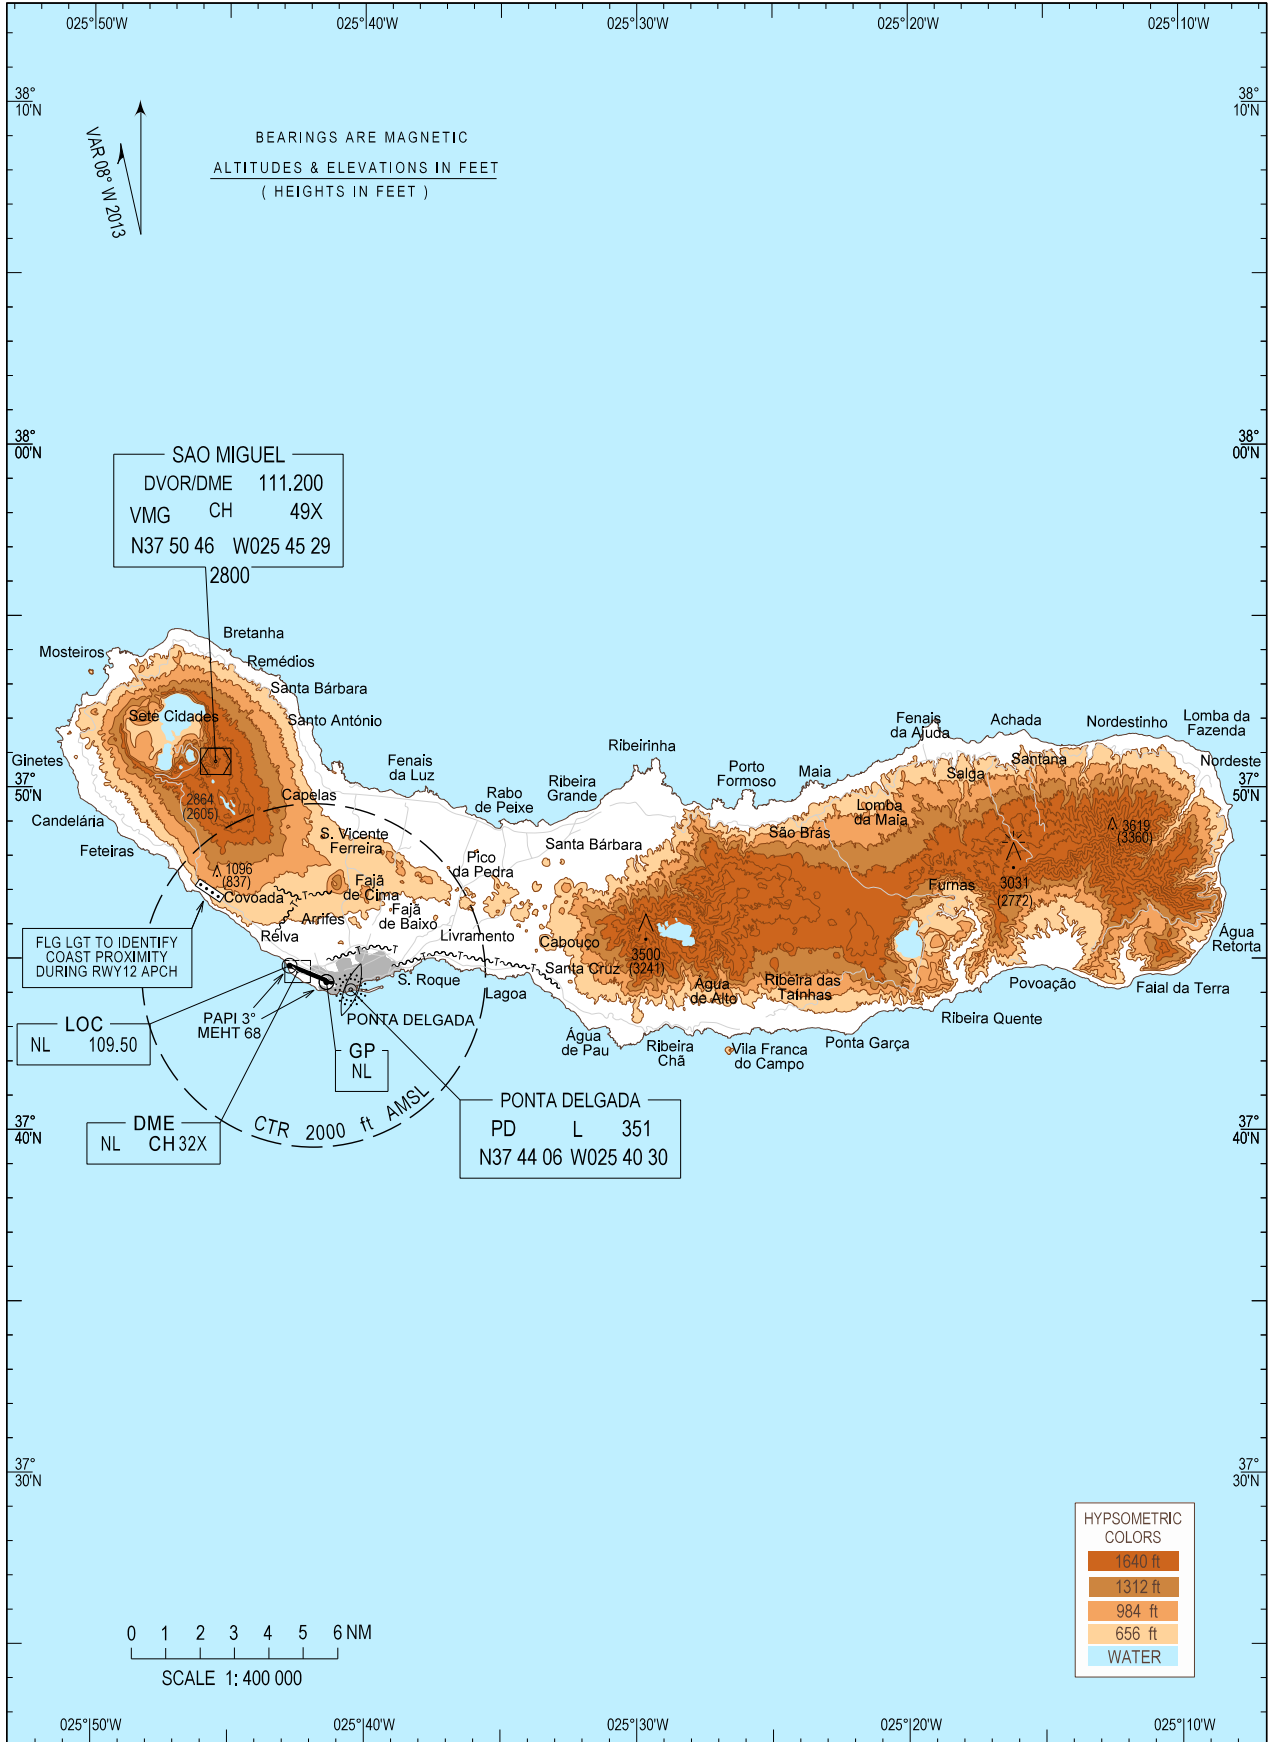 025°50'W
025°40'W
025°30'W
025°20'W
025°10'W
38°
10'N
38°
10'N
VAR 08° W 2013
BEARINGS ARE MAGNETIC
ALTITUDES & ELEVATIONS IN FEET
( HEIGHTS IN FEET )
38°
00'N
38°
00'N
SAO MIGUEL
DVOR/DME 111.200
VMG CH 49X
N37 50 46 W025 45 29
2800
Bretanha
Mosteiros
Remédios
Santa Bárbara
Sete Cidades
Santo António
Ginetes
37°
50'N
Fenais
da Luz
Ribeirinha
Fenais
da Ajuda
Achada
Nordestinho
Lomba da
Fazenda
Nordeste
37°
50'N
Capelas
Rabo
de Peixe
Ribeira
Grande
Porto
Formoso
Maia
Salga
Santana
2864
(2605)
Candelária
Feteiras
S. Vicente
Ferreira
Santa Bárbara
São Brás
Lomba
da Maia
3619
(3360)
1096
(837)
Covoada
Fajã
de Cima
Pico
da Pedra
Furnas
3031
(2772)
Arrifes
Fajã
de Baixo
Relva
Livramento
Cabouço
3500
(3241)
Água
Retorta
FLG LGT TO IDENTIFY
COAST PROXIMITY
DURING RWY12 APCH
S. Roque
Lagoa
Santa Cruz
Água
de Alto
Ribeira das
Tainhas
Povoação
Faial da Terra
PAPI 3°
MEHT 68
PONTA DELGADA
Ribeira Quente
LOC
NL 109.50
GP
NL
Água
de Pau
Ribeira
Chã
Vila Franca
do Campo
Ponta Garça
DME
NL CH 32X
CTR 2000 ft AMSL
PONTA DELGADA
PD L 351
N37 44 06 W025 40 30
37°
40'N
37°
40'N
T
T
T
T
T
T
T
37°
30'N
37°
30'N
HYPSOMETRIC
COLORS
1640 ft
1312 ft
984 ft
656 ft
WATER
0 1 2 3 4 5 6 NM
SCALE 1: 400 000
025°50'W
025°40'W
025°30'W
025°20'W
025°10'W